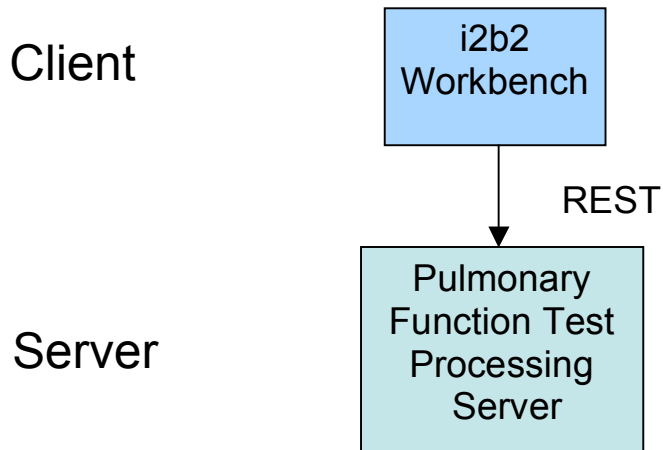 Client
i2b2
Workbench
REST
Pulmonary
Function Test
Processing
Server
Server